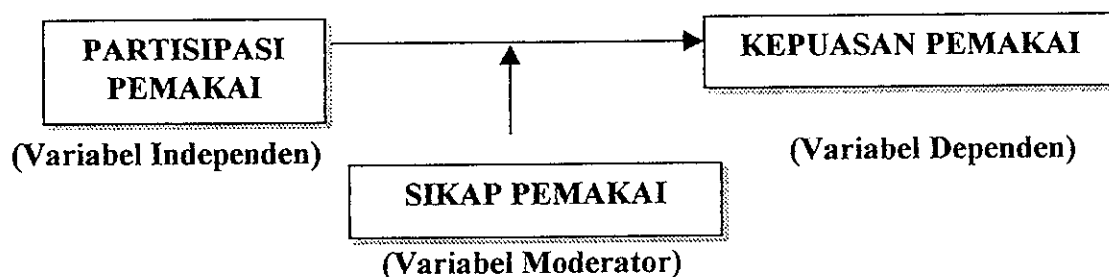 PARTISIPASI
PEMAKAI
(Variabel Independen)
KEPUASAN PEMAKAI
(Variabel Dependen)
SIKAP PEMAKAI
(Variabel Moderator)